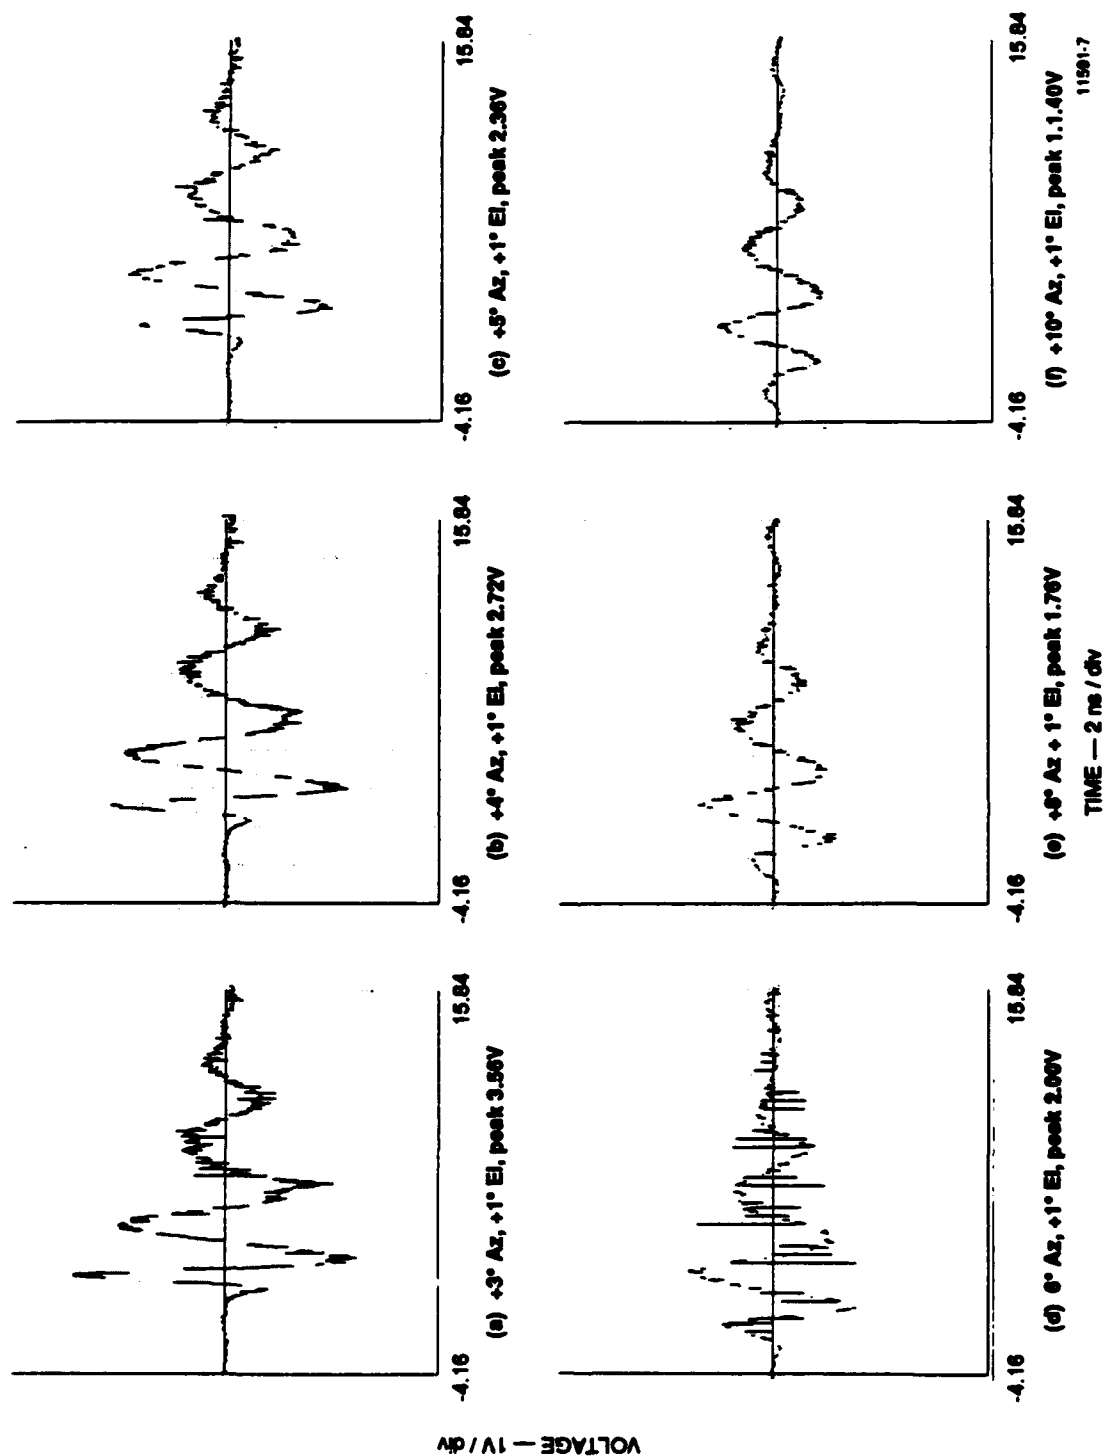 VOLTAGE — 1V / div
-4.16
15.84
(a) +3° Az, +1° El, peak 3.56V
-4.16
15.84
(b) +4° Az, +1° El, peak 2.72V
-4.16
15.84
(c) +5° Az, +1° El, peak 2.36V
-4.16
15.84
(d) 6° Az, +1° El, peak 2.00V
-4.16
15.84
(e) +8° Az + 1° El, peak 1.76V
-4.16
15.84
(f) +10° Az, +1° El, peak 1.1.40V
TIME — 2 ns / div
11591-7